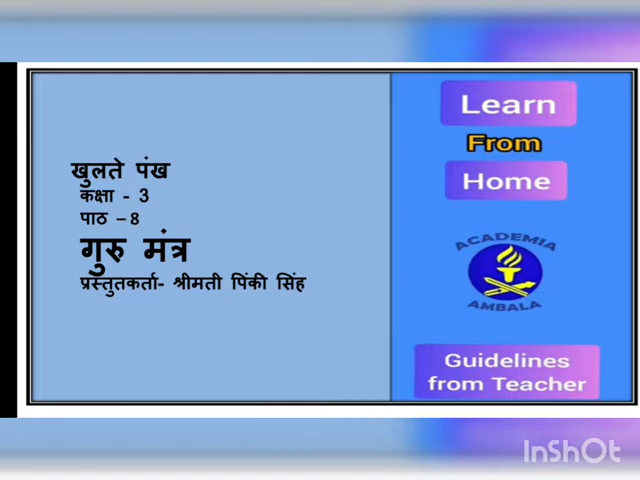 खुलते पंख
कक्षा - 3
पाठ – 8
गुरु मंत्र
प्रस्तुतकर्ता- श्रीमती पिंकी सिंह
Learn
From
Home
ACADEMIA
AMBALA
Guidelines
from Teacher
InShOt